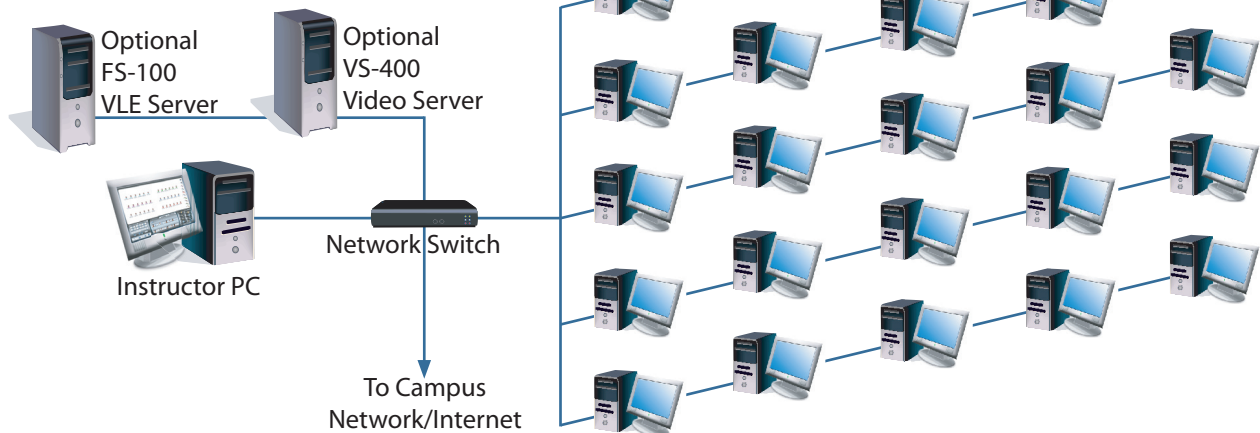 Optional
FS-100
VLE Server
Optional
VS-400
Video Server
Network Switch
Instructor PC
To Campus
Network/Internet